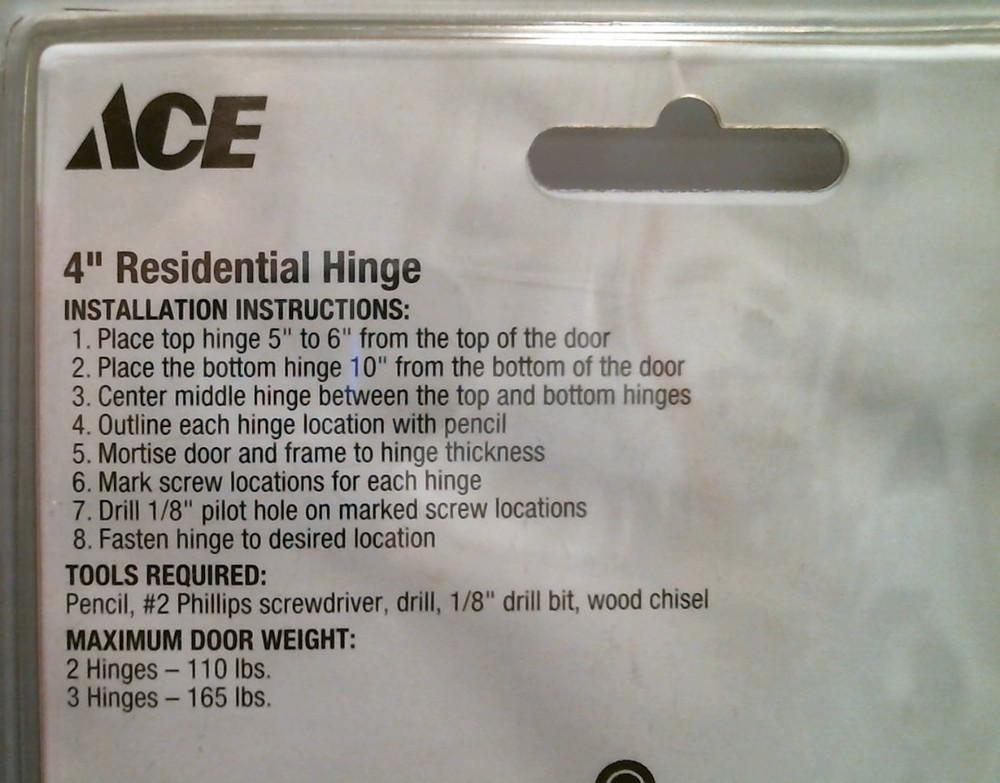 ACE
4" Residential Hinge
INSTALLATION INSTRUCTIONS:
1. Place top hinge 5" to 6" from the top of the door
2. Place the bottom hinge 10" from the bottom of the door
3. Center middle hinge between the top and bottom hinges
4. Outline each hinge location with pencil
5. Mortise door and frame to hinge thickness
6. Mark screw locations for each hinge
7. Drill 1/8" pilot hole on marked screw locations
8. Fasten hinge to desired location
TOOLS REQUIRED:
Pencil, #2 Phillips screwdriver, drill, 1/8" drill bit, wood chisel
MAXIMUM DOOR WEIGHT:
2 Hinges – 110 lbs.
3 Hinges – 165 lbs.